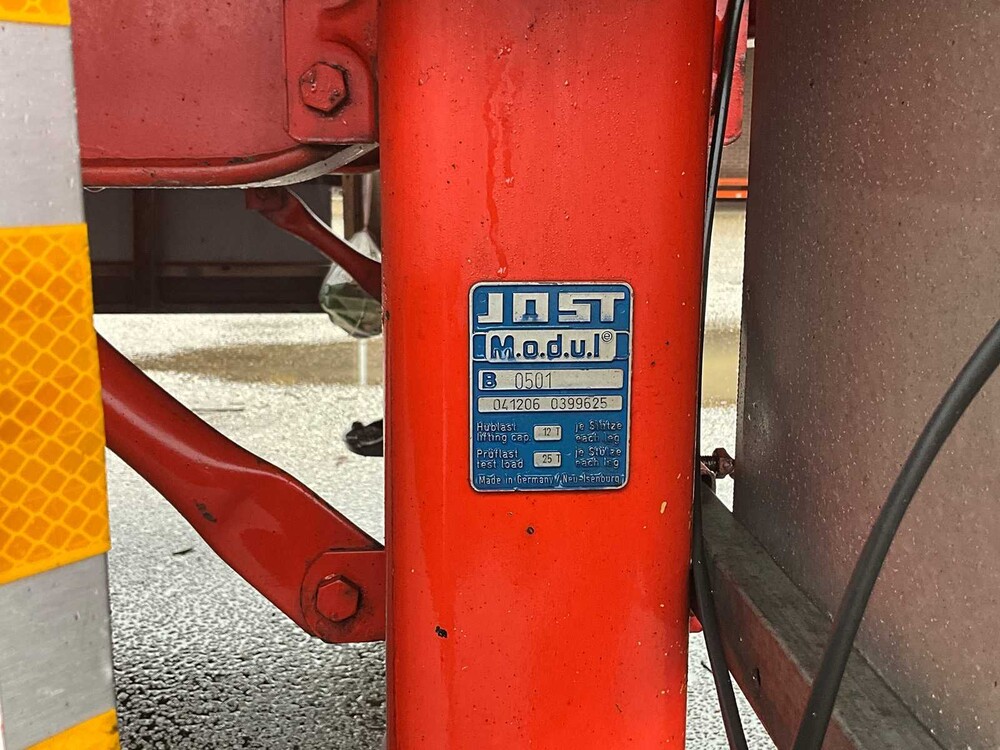 JOST
M.o.d.u.l ®
B 0501
041206 0399625
Hublast 12 T je Stütze
lifting cap. each leg
Prüflast 25 T je Stütze
test load each leg
Made in Germany / Neu-Isenburg